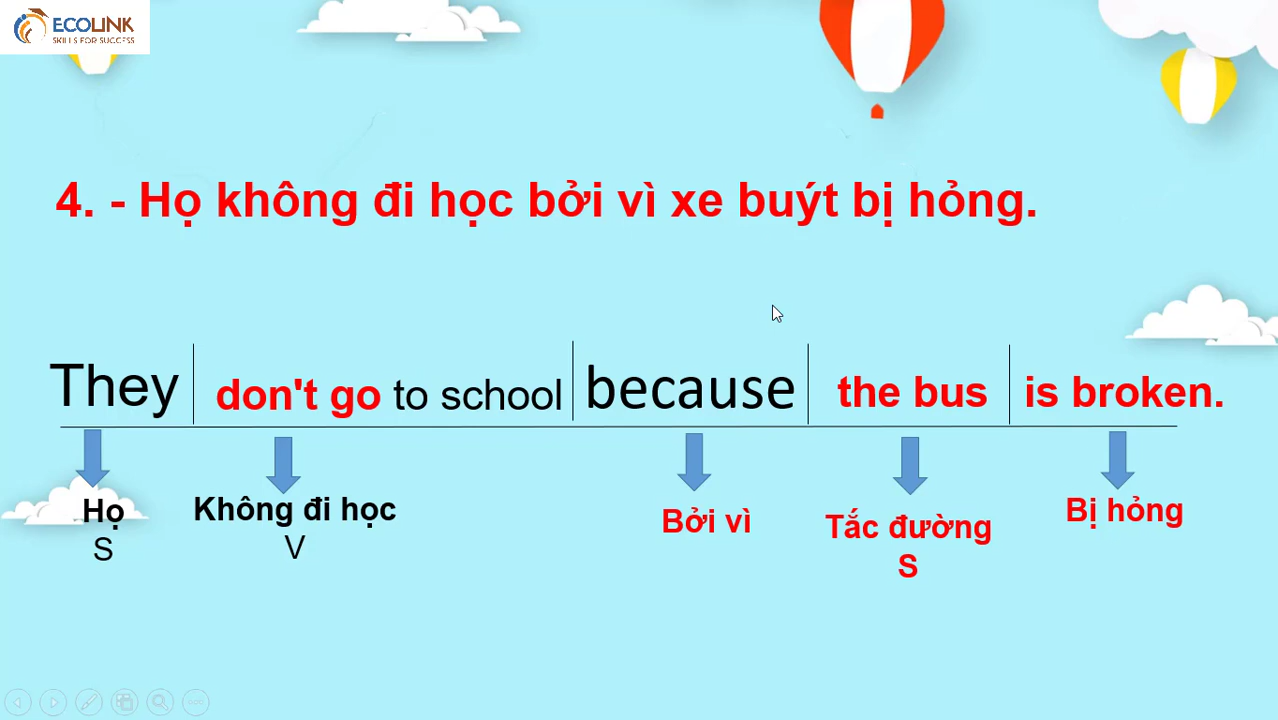 ECOLINK
SKILLS FOR SUCCESS
4. - Họ không đi học bởi vì xe buýt bị hỏng.
They don't go to school because the bus is broken.
Họ Không đi học Bởi vì Tắc đường Bị hỏng
S V S